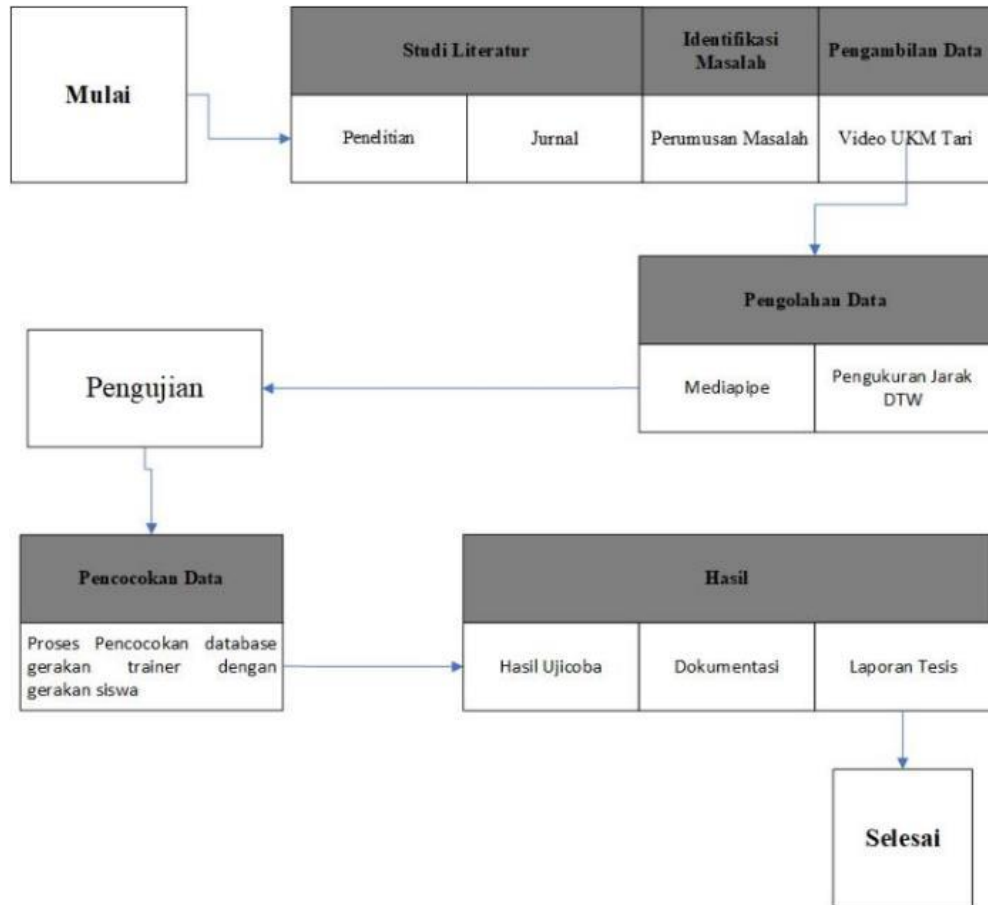 Mulai
Studi Literatur
Identifikasi
Masalah
Pengambilan Data
Penelitian
Jurnal
Perumusan Masalah
Video UKM Tari
Pengolahan Data
Mediapipe
Pengukuran Jarak
DTW
Pengujian
Pencocokan Data
Proses Pencocokan database
gerakan trainer dengan
gerakan siswa
Hasil
Hasil Ujicoba
Dokumentasi
Laporan Tesis
Selesai